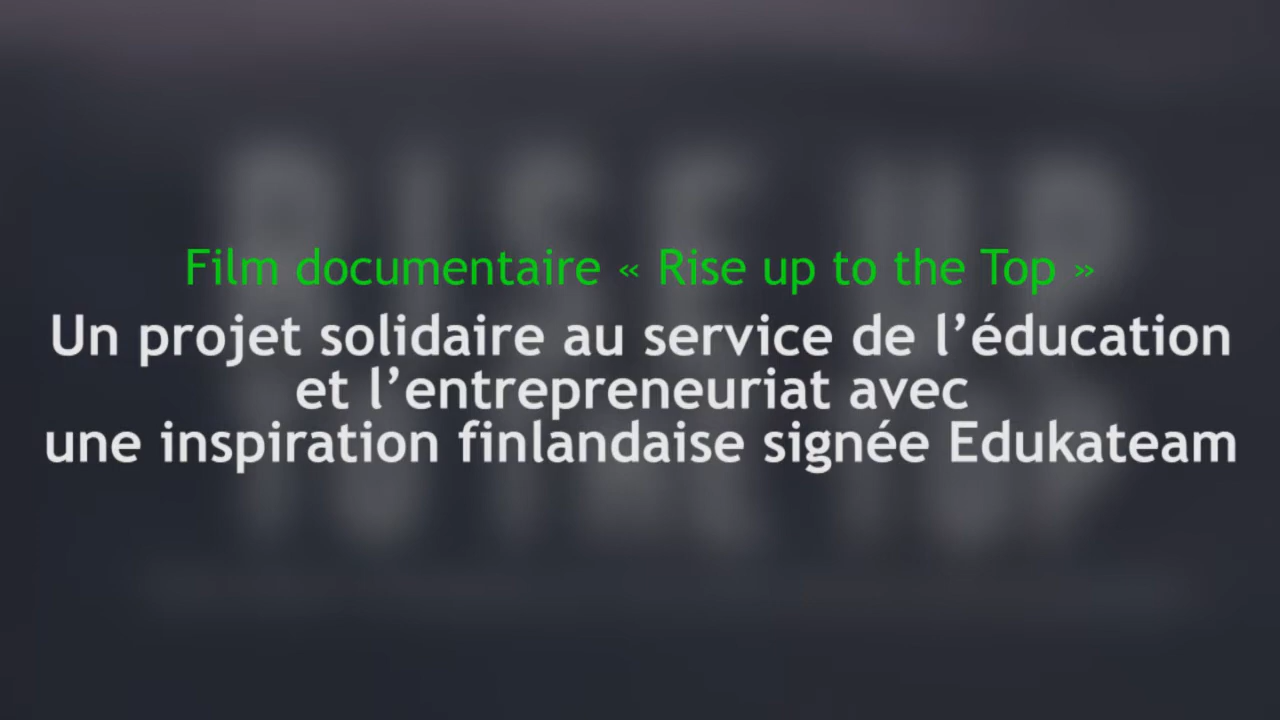 Film documentaire « Rise up to the Top »
Un projet solidaire au service de l’éducation
et l’entrepreneuriat avec
une inspiration finlandaise signée Edukateam